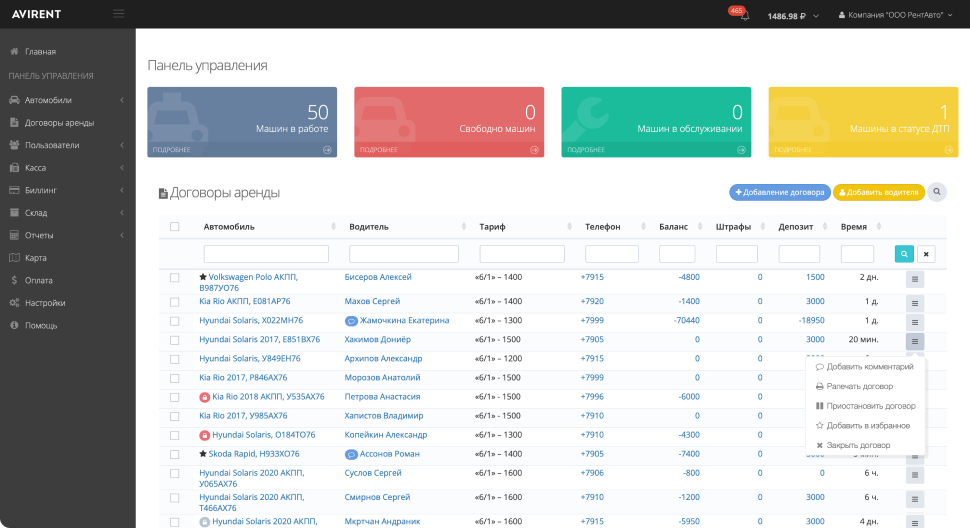 AVIRENT
465
1486.98 ₽
Компания "ООО РентАвто"
Главная
ПАНЕЛЬ УПРАВЛЕНИЯ
Автомобили
Договоры аренды
Пользователи
Касса
Биллинг
Склад
Отчеты
Карта
Оплата
Настройки
Помощь
Панель управления
50
Машин в работе
ПОДРОБНЕЕ
0
Свободно машин
ПОДРОБНЕЕ
0
Машин в обслуживании
ПОДРОБНЕЕ
1
Машины в статусе ДТП
ПОДРОБНЕЕ
Договоры аренды
Добавление договора
Добавить водителя
Автомобиль Водитель Тариф Телефон Баланс Штрафы Депозит Время
Volkswagen Polo АКПП, Бисеров Алексей «6/1» – 1400 +7915 -4800 0 1500 2 дн.
B987УО76
Kia Rio АКПП, Е081АР76 Махов Сергей «6/1» – 1400 +7920 -1400 0 3000 1 д.
Hyundai Solaris, Х022МН76 Жамочкина Екатерина «6/1» – 1300 +7999 -70440 0 -18950 1 д.
Hyundai Solaris 2017, Е851ВХ76 Хакимов Дониёр «6/1» - 1500 +7905 0 0 3000 20 мин.
Hyundai Solaris, У849ЕН76 Архипов Александр «6/1» – 1200 +7915 0 0
Kia Rio 2017, Р846АХ76 Морозов Анатолий «6/1» - 1500 +7999 0 0
Kia Rio 2018 АКПП, У535АХ76 Петрова Анастасия «6/1» - 1500 +7996 -6000 0
Kia Rio 2017, У985АХ76 Хапистов Владимир «6/1» - 1500 +7910 0 0
Hyundai Solaris, О184ТО76 Копейкин Александр «6/1» – 1300 +7910 -4300 0
Skoda Rapid, Н933ХО76 Ассонов Роман «6/1» – 1400 +7905 -7400 0
Добавить комментарий
Рапечать договор
Приостановить договор
Добавить в избранное
Закрыть договор
Hyundai Solaris 2020 АКПП, Суслов Сергей «6/1» – 1600 +7906 -800 0 0 6 ч.
У065АХ76
Hyundai Solaris 2020 АКПП, Смирнов Сергей «6/1» – 1600 +7910 -1200 0 3000 6 ч.
Т466АХ76
Hyundai Solaris 2020 АКПП, Мкртчан Андраник «6/1» – 1600 +7915 -5950 0 3000 4 дн.